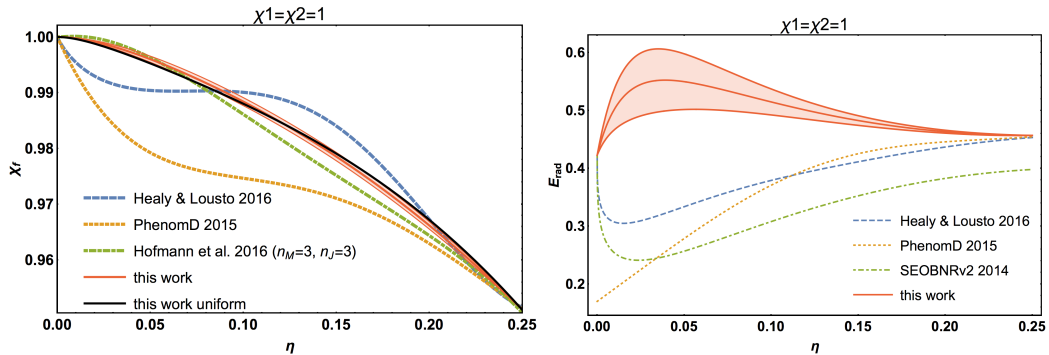 χ1=χ2=1
χf
1.00
0.99
0.98
0.97
0.96
Healy & Lousto 2016
PhenomD 2015
Hofmann et al. 2016 (nM=3, nJ=3)
this work
this work uniform
0.00 0.05 0.10 0.15 0.20 0.25
η
χ1=χ2=1
Erad
0.6
0.5
0.4
0.3
0.2
Healy & Lousto 2016
PhenomD 2015
SEOBNRv2 2014
this work
0.00 0.05 0.10 0.15 0.20 0.25
η